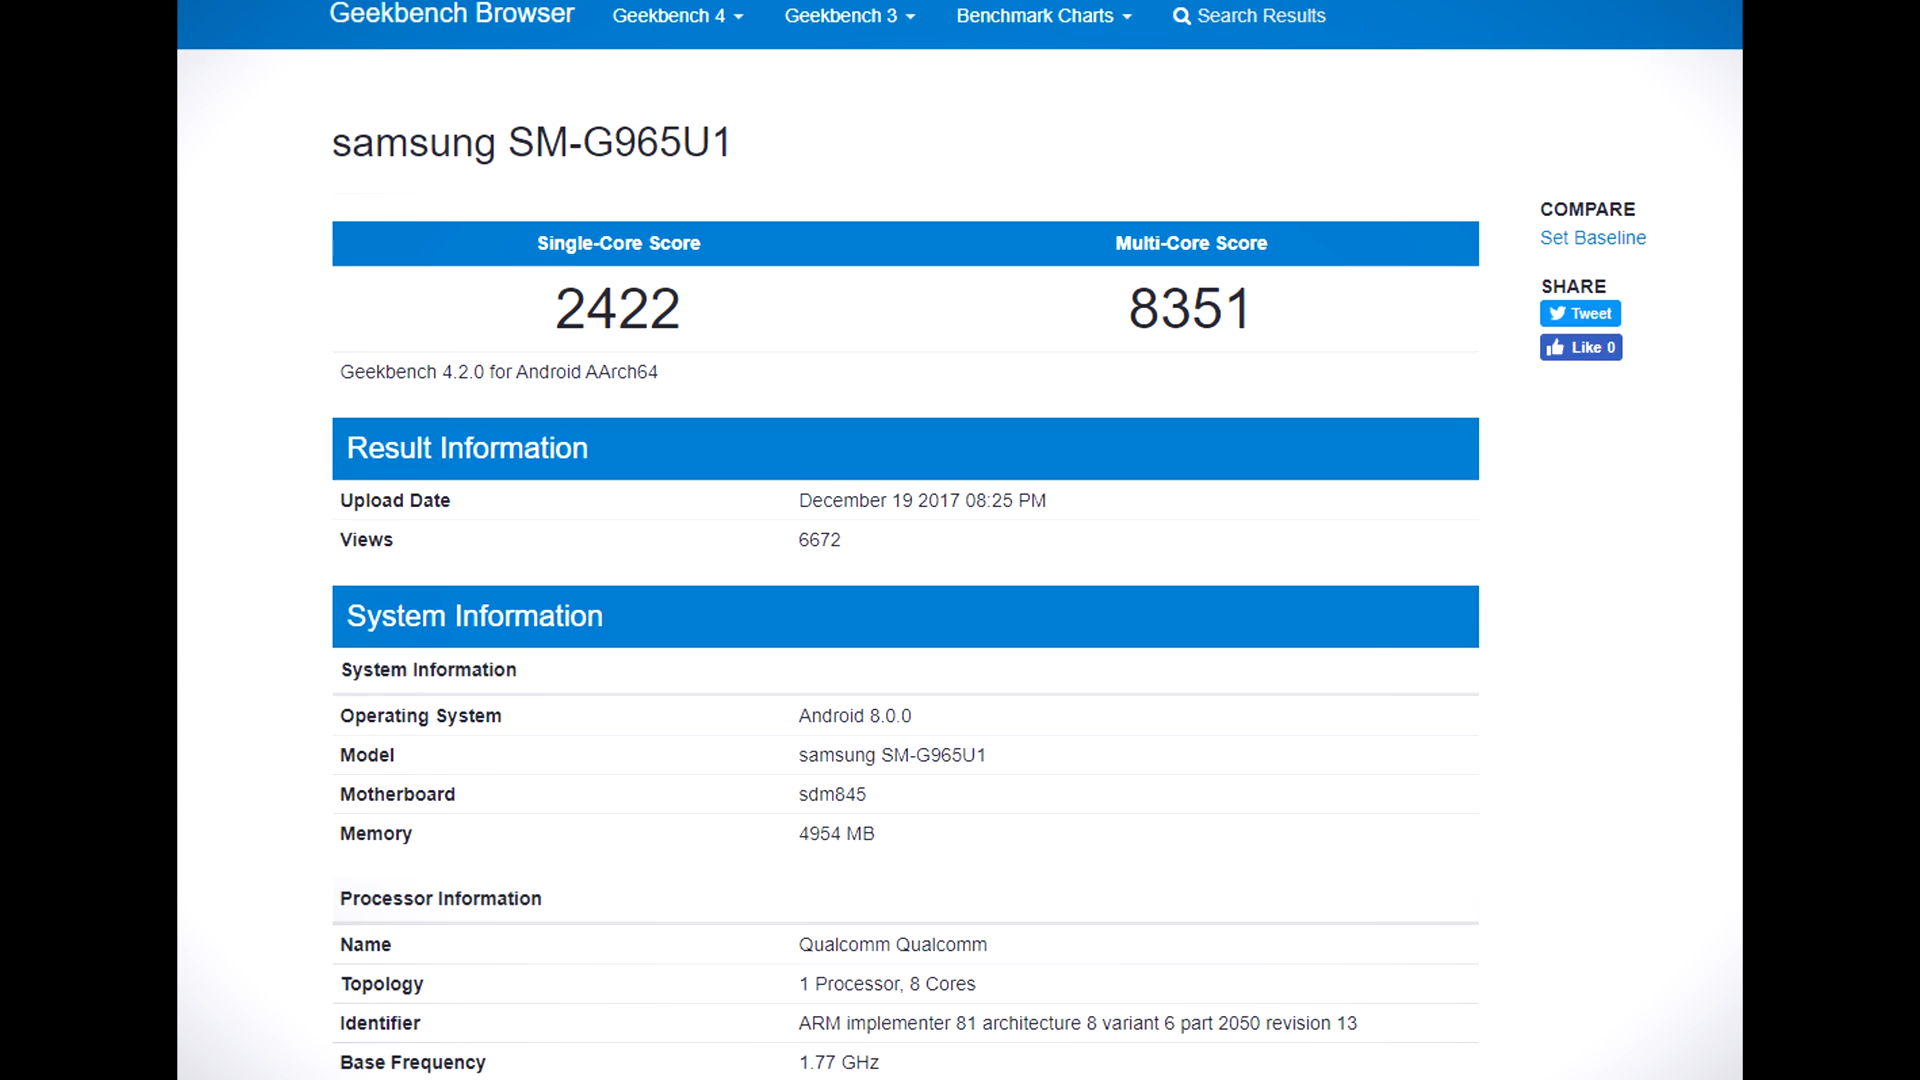 Geekbench Browser Geekbench 4 Geekbench 3 Benchmark Charts Search Results
samsung SM-G965U1
COMPARE
Set Baseline
SHARE
Tweet
Like 0
Single-Core Score Multi-Core Score
2422 8351
Geekbench 4.2.0 for Android AArch64
Result Information
Upload Date December 19 2017 08:25 PM
Views 6672
System Information
System Information
Operating System Android 8.0.0
Model samsung SM-G965U1
Motherboard sdm845
Memory 4954 MB
Processor Information
Name Qualcomm Qualcomm
Topology 1 Processor, 8 Cores
Identifier ARM implementer 81 architecture 8 variant 6 part 2050 revision 13
Base Frequency 1.77 GHz